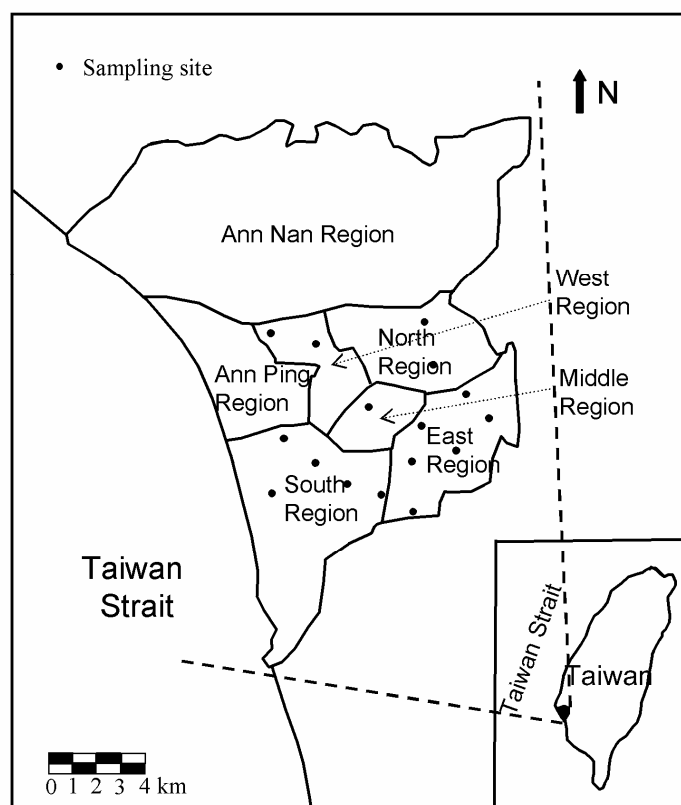 • Sampling site
N
Ann Nan Region
West
Region
North
Region
Ann Ping
Region
Middle
Region
East
Region
South
Region
Taiwan
Strait
Taiwan Strait
Taiwan
0 1 2 3 4 km